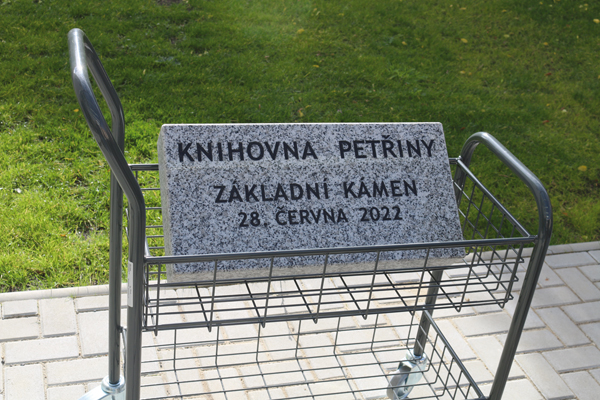 KNIHOVNA PETŘINY
ZÁKLADNÍ KÁMEN
28. ČERVNA 2022